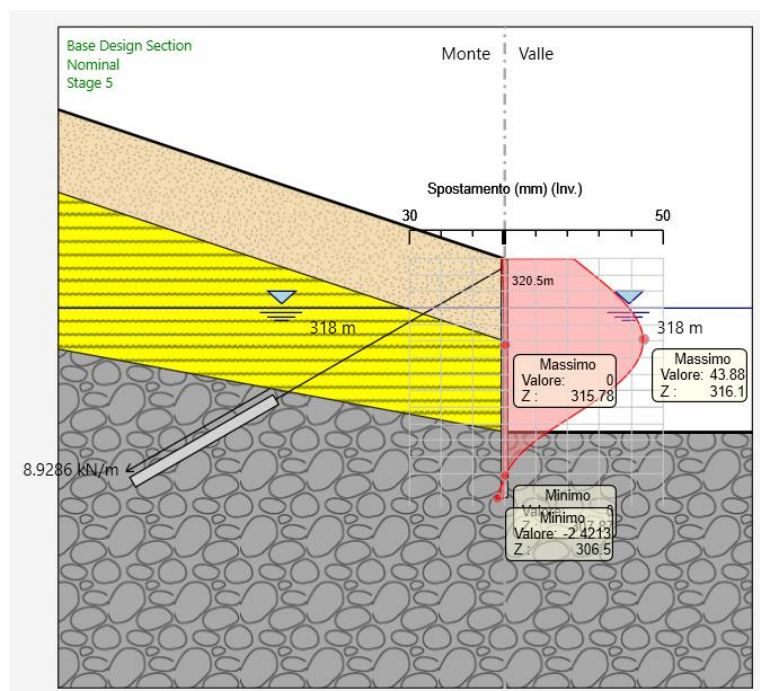 Base Design Section
Nominal
Stage 5
Monte
Valle
Spostamento (mm) (Inv.)
30
50
320.5m
318 m
318 m
Massimo
Valore: 0
Z : 315.78
Massimo
Valore: 43.88
Z : 316.1
8.9286 kN/m
Minimo
Minimo
Valore: -2.4213
Z : 306.5